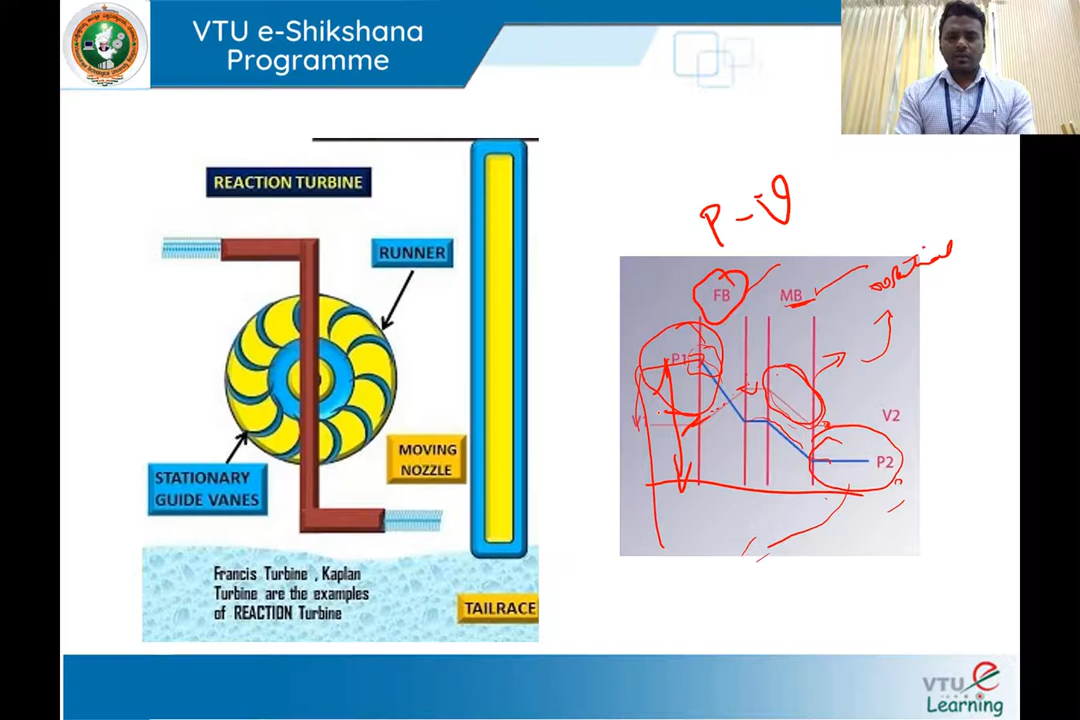 VTU e-Shikshana
Programme
REACTION TURBINE
RUNNER
STATIONARY
GUIDE VANES
MOVING
NOZZLE
Francis Turbine , Kaplan
Turbine are the examples
of REACTION Turbine
TAILRACE
P-V
FB
MB
P1
V2
P2
VTU e
Learning